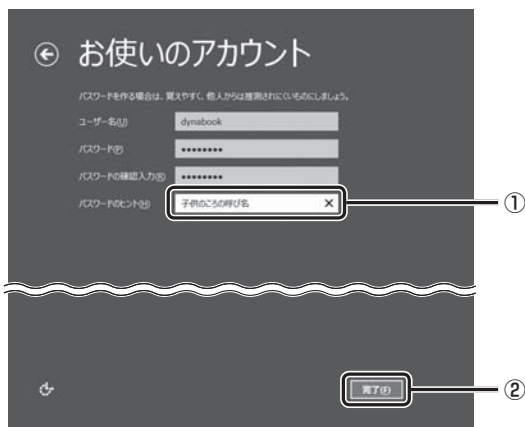 お使いのアカウント
パスワードを作る場合は、覚えやすく、他人からは推測されにくいものにしましょう。
ユーザー名(U) dynabook
パスワード(P) ••••••••
パスワードの確認入力(R) ••••••••
パスワードのヒント(H) 子供のころの呼び名 ①
完了(F) ②